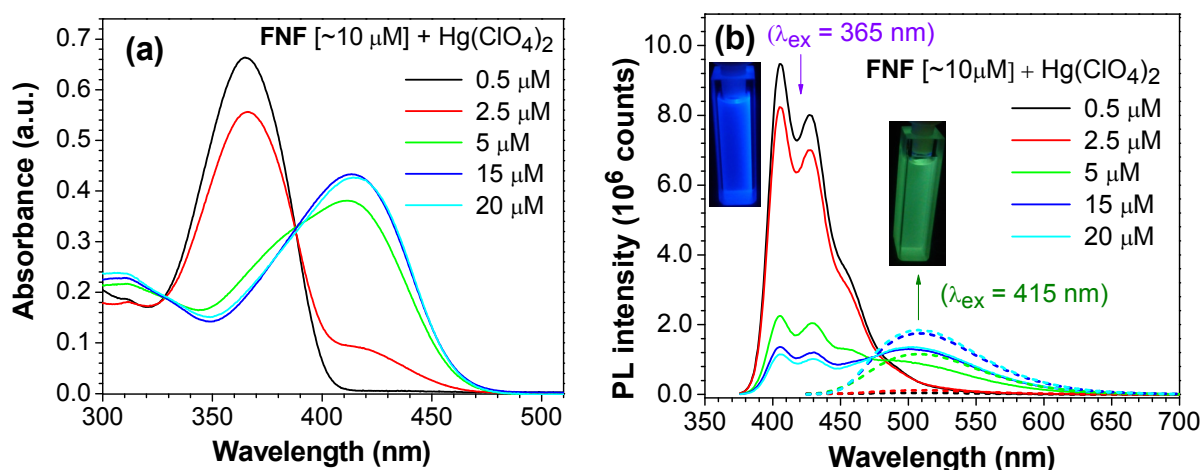 (a)
FNF [~10 μM] + Hg(ClO4)2
0.5 μM
2.5 μM
5 μM
15 μM
20 μM
Absorbance (a.u.)
0.7
0.6
0.5
0.4
0.3
0.2
0.1
0.0
300 350 400 450 500
Wavelength (nm)
(b)
(λex = 365 nm)
FNF [~10μM] + Hg(ClO4)2
0.5 μM
2.5 μM
5 μM
15 μM
20 μM
(λex = 415 nm)
PL intensity (10^6 counts)
10.0
8.0
6.0
4.0
2.0
0.0
350 400 450 500 550 600 650 700
Wavelength (nm)